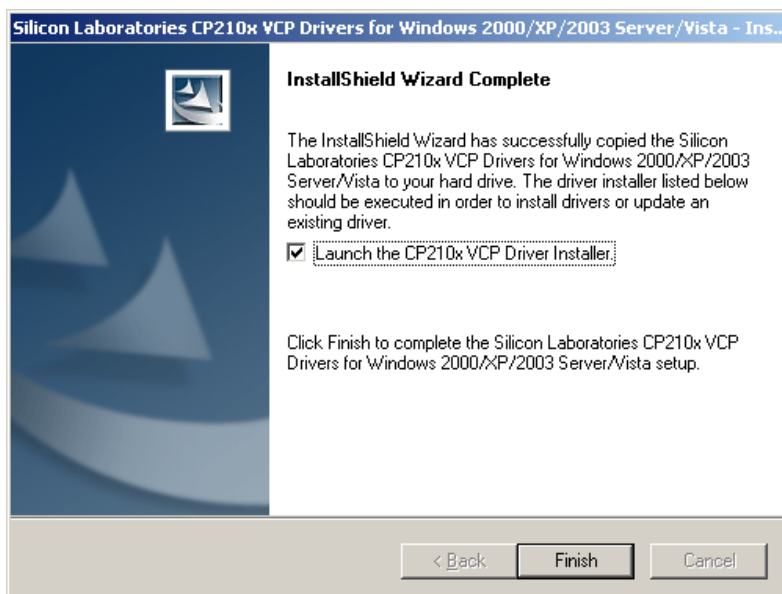 Silicon Laboratories CP210x VCP Drivers for Windows 2000/XP/2003 Server/Vista - Ins...
InstallShield Wizard Complete
The InstallShield Wizard has successfully copied the Silicon
Laboratories CP210x VCP Drivers for Windows 2000/XP/2003
Server/Vista to your hard drive. The driver installer listed below
should be executed in order to install drivers or update an
existing driver.
Launch the CP210x VCP Driver Installer.
Click Finish to complete the Silicon Laboratories CP210x VCP
Drivers for Windows 2000/XP/2003 Server/Vista setup.
< Back
Finish
Cancel